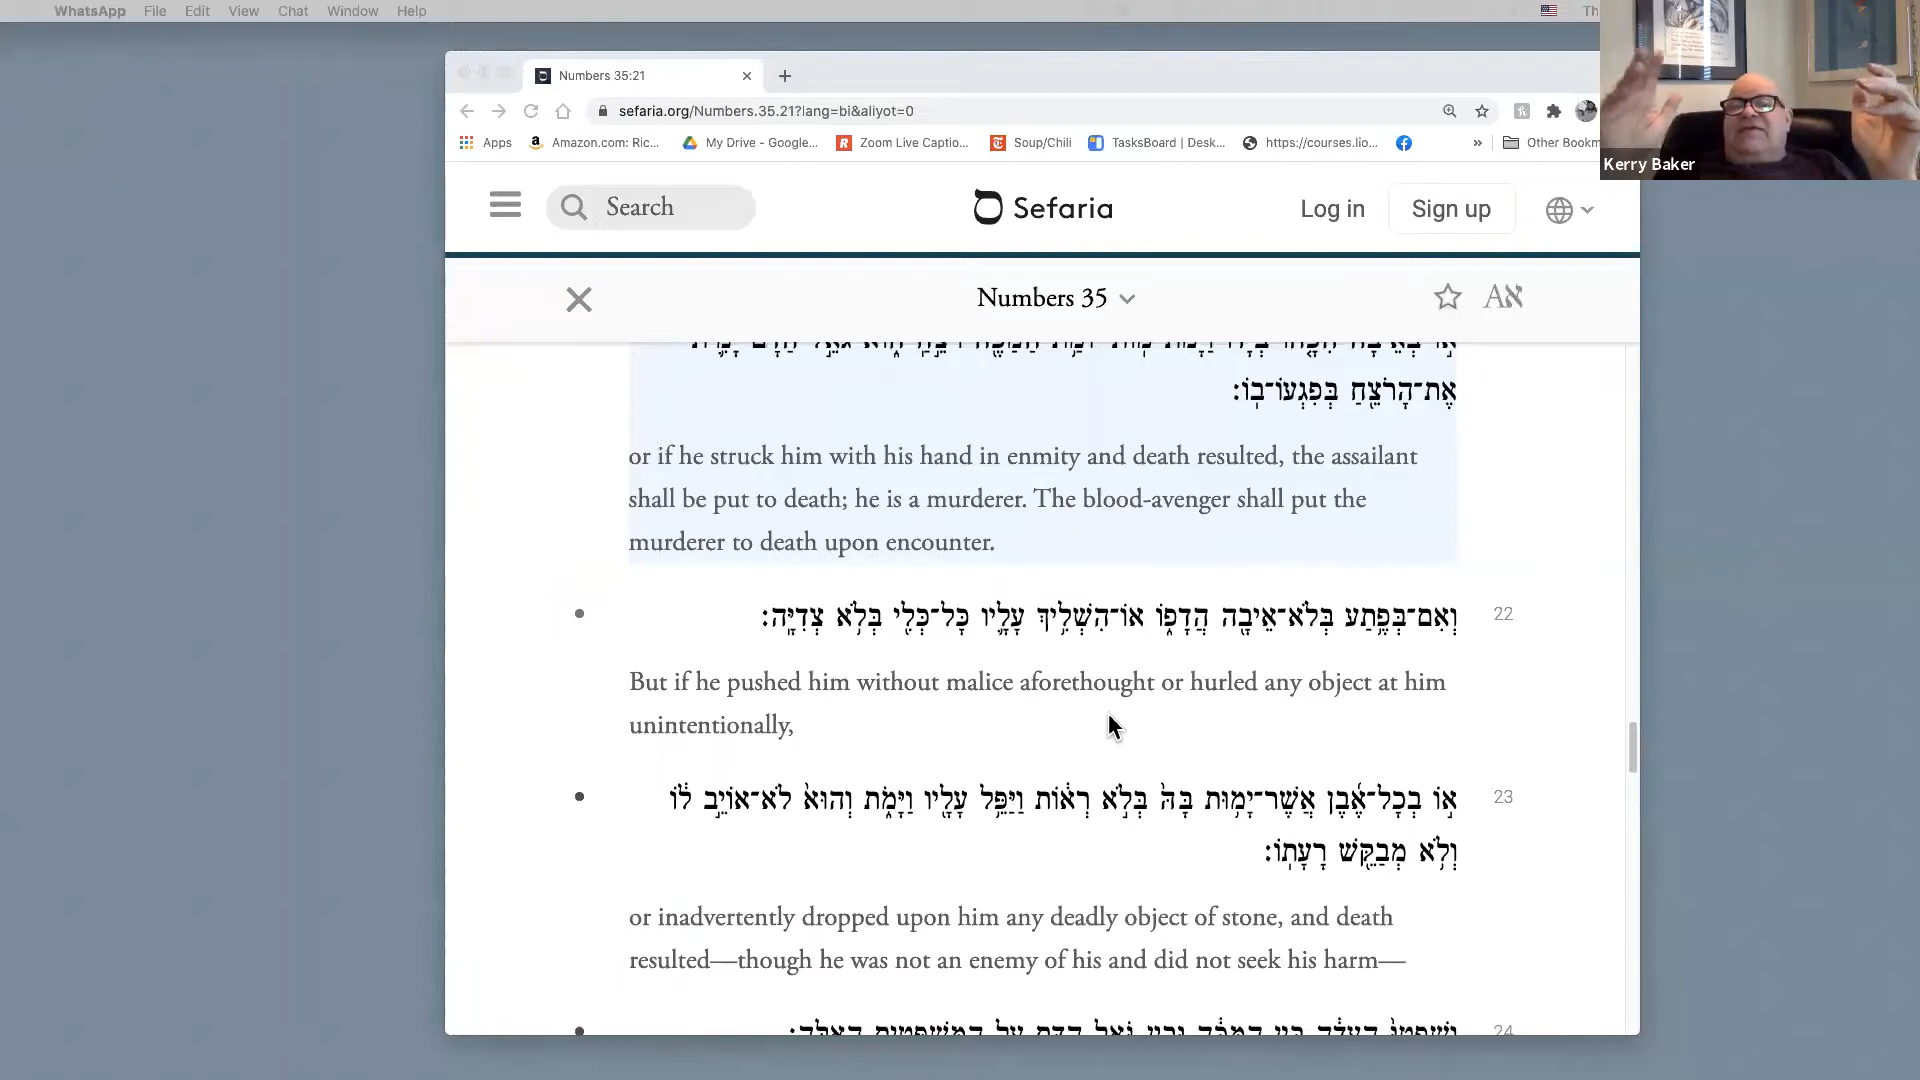 WhatsApp File Edit View Chat Window Help
Numbers 35:21
sefaria.org/Numbers.35.21?lang=bi&aliyot=0
Apps Amazon.com: Ric... My Drive - Google... Zoom Live Captio... Soup/Chili TasksBoard | Desk... https://courses.lio... » Other Bookm
Kerry Baker
Search Sefaria Log in Sign up
Numbers 35
אֶת־הָרֹצֵ֖חַ בְּפִגְעוֹ־בֽוֹ׃
or if he struck him with his hand in enmity and death resulted, the assailant
shall be put to death; he is a murderer. The blood-avenger shall put the
murderer to death upon encounter.
וְאִם־בְּפֶ֥תַע בְּלֹא־אֵיבָ֖ה הֲדָפ֑וֹ אוֹ־הִשְׁלִ֥יךְ עָלָ֛יו כׇּל־כְּלִ֖י בְּלֹ֥א צְדִיָּֽה׃ 22
But if he pushed him without malice aforethought or hurled any object at him
unintentionally,
א֣וֹ בְכׇל־אֶ֜בֶן אֲשֶׁר־יָמ֥וּת בָּהּ֙ בְּלֹ֣א רְא֔וֹת וַיַּפֵּ֥ל עָלָ֖יו וַיָּמֹ֑ת וְהוּא֙ לֹא־אוֹיֵ֣ב ל֔וֹ 23
וְלֹ֥א מְבַקֵּ֖שׁ רָעָתֽוֹ׃
or inadvertently dropped upon him any deadly object of stone, and death
resulted—though he was not an enemy of his and did not seek his harm—
24